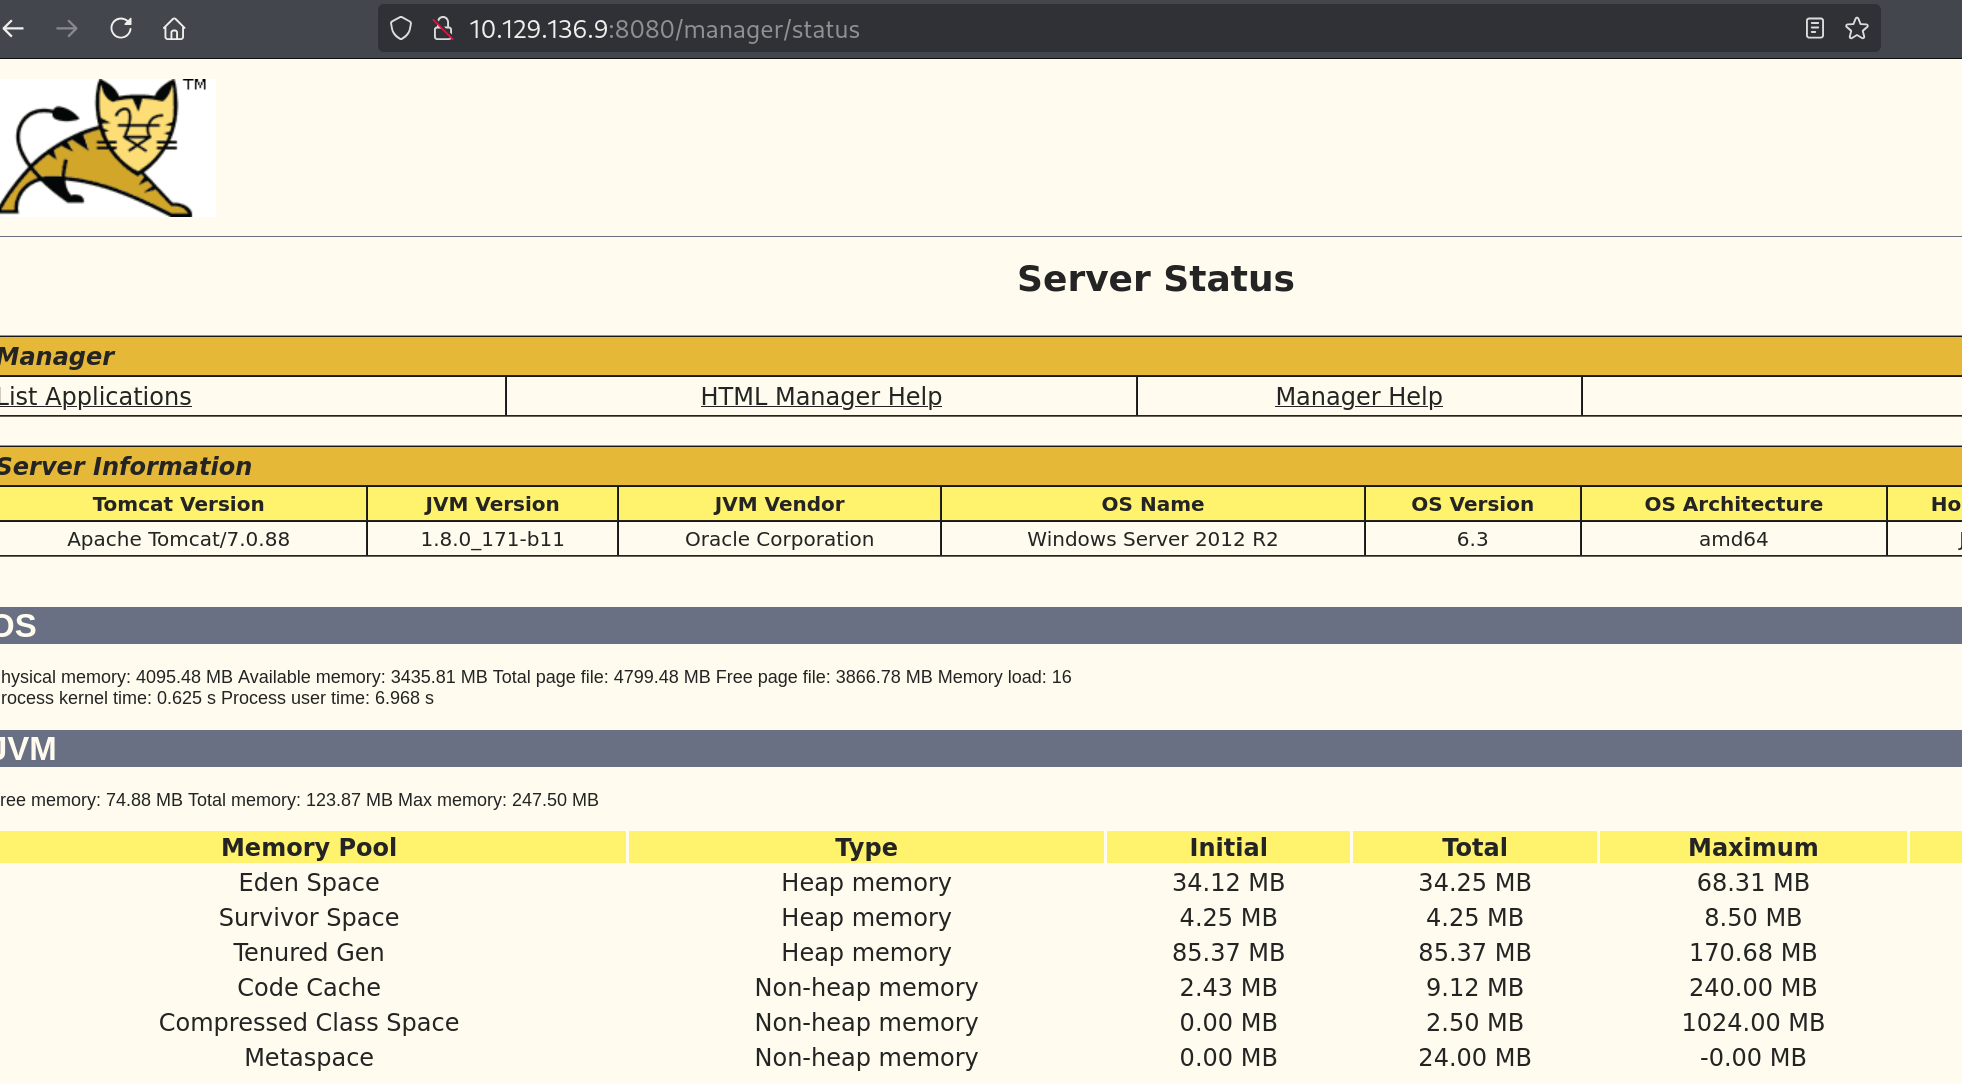 10.129.136.9:8080/manager/status
TM
Server Status
Manager
List Applications HTML Manager Help Manager Help
Server Information
Tomcat Version JVM Version JVM Vendor OS Name OS Version OS Architecture Ho
Apache Tomcat/7.0.88 1.8.0_171-b11 Oracle Corporation Windows Server 2012 R2 6.3 amd64
OS
hysical memory: 4095.48 MB Available memory: 3435.81 MB Total page file: 4799.48 MB Free page file: 3866.78 MB Memory load: 16
rocess kernel time: 0.625 s Process user time: 6.968 s
JVM
ree memory: 74.88 MB Total memory: 123.87 MB Max memory: 247.50 MB
Memory Pool Type Initial Total Maximum
Eden Space Heap memory 34.12 MB 34.25 MB 68.31 MB
Survivor Space Heap memory 4.25 MB 4.25 MB 8.50 MB
Tenured Gen Heap memory 85.37 MB 85.37 MB 170.68 MB
Code Cache Non-heap memory 2.43 MB 9.12 MB 240.00 MB
Compressed Class Space Non-heap memory 0.00 MB 2.50 MB 1024.00 MB
Metaspace Non-heap memory 0.00 MB 24.00 MB -0.00 MB